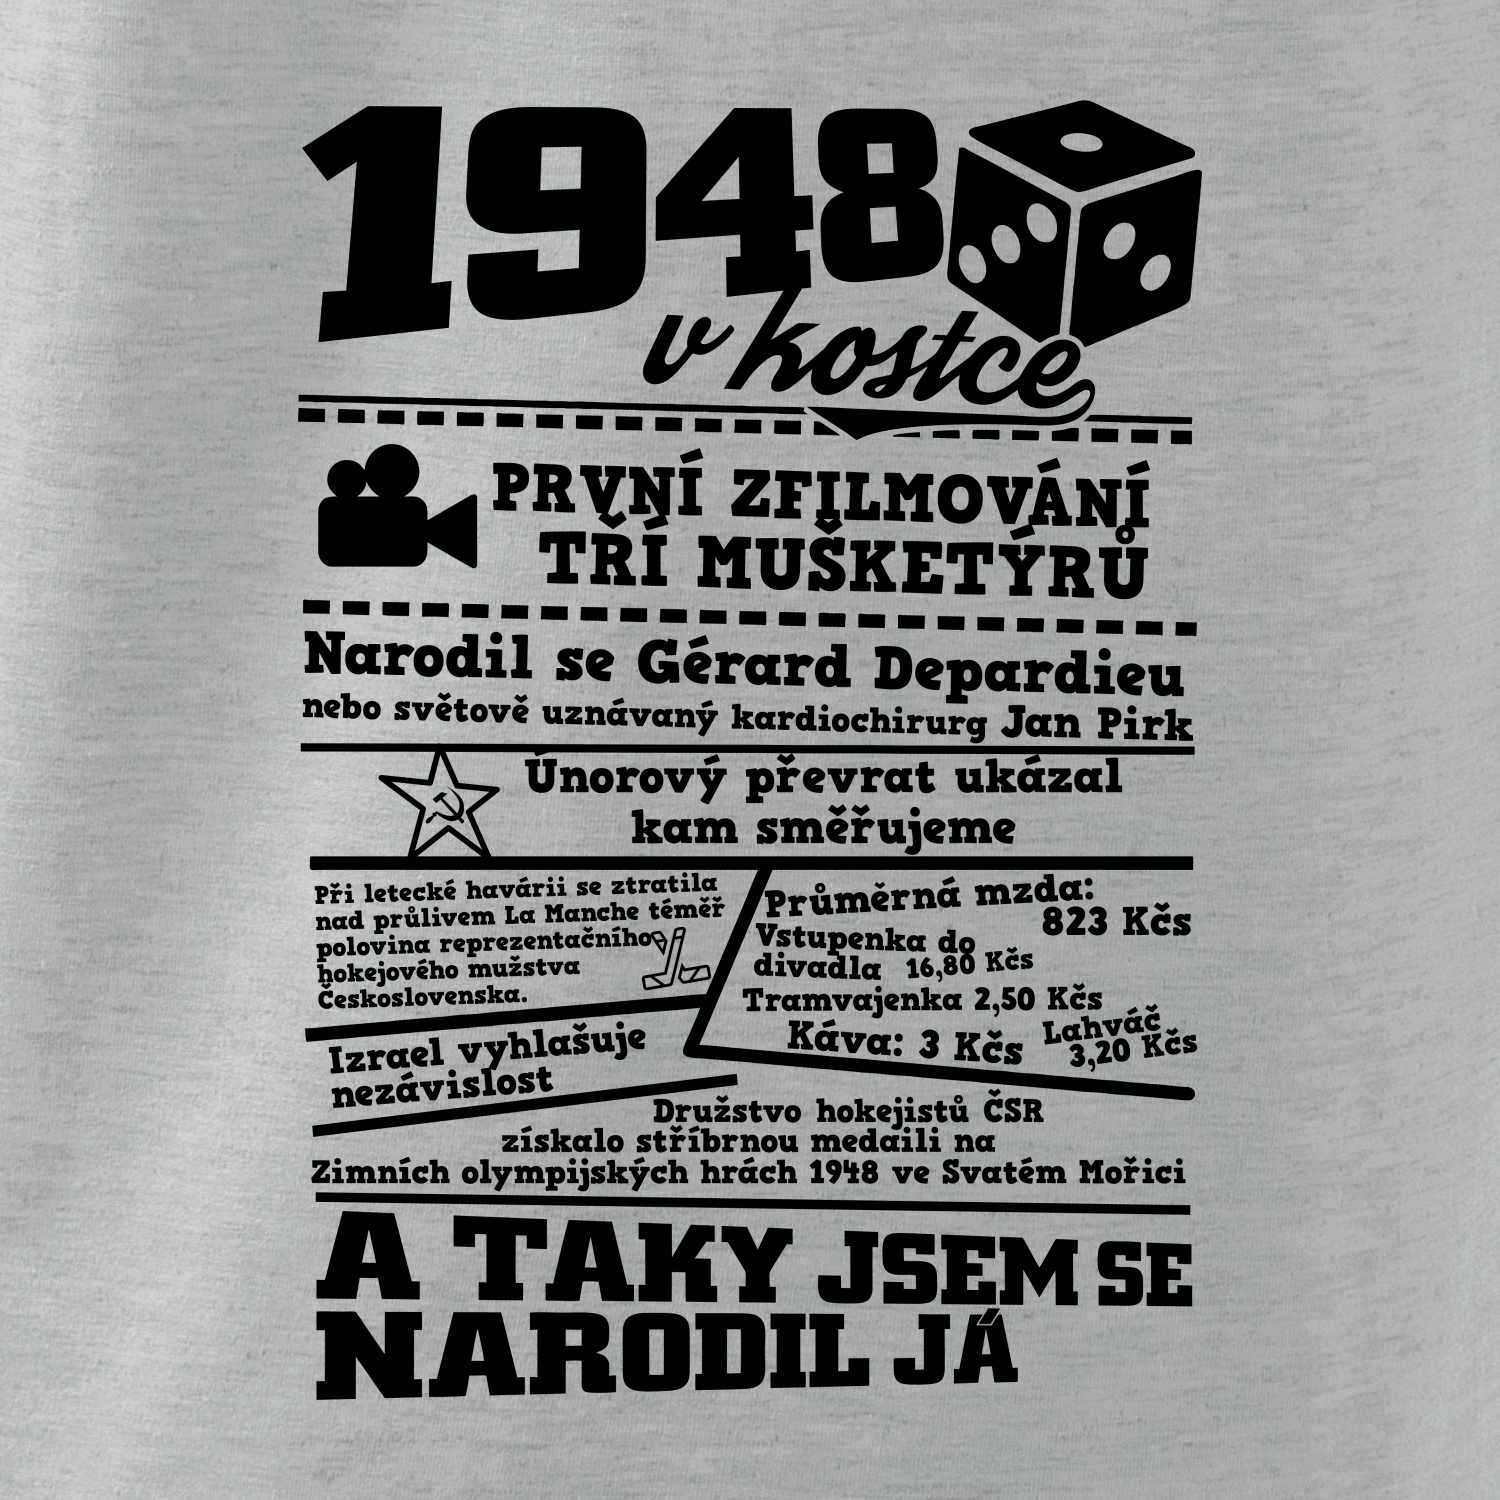 1948
v kostce
PRVNÍ ZFILMOVÁNÍ
TŘÍ MUŠKETÝRŮ
Narodil se Gérard Depardieu
nebo světově uznávaný kardiochirurg Jan Pirk
Únorový převrat ukázal
kam směřujeme
Při letecké havárii se ztratila
nad průlivem La Manche téměř
polovina reprezentačního
hokejového mužstva
Československa.
Průměrná mzda:
823 Kčs
Vstupenka do
divadla 16,80 Kčs
Tramvajenka 2,50 Kčs
Káva: 3 Kčs
Lahváč
3,20 Kčs
Izrael vyhlašuje
nezávislost
Družstvo hokejistů ČSR
získalo stříbrnou medaili na
Zimních olympijských hrách 1948 ve Svatém Mořici
A TAKY JSEM SE
NARODIL JÁ